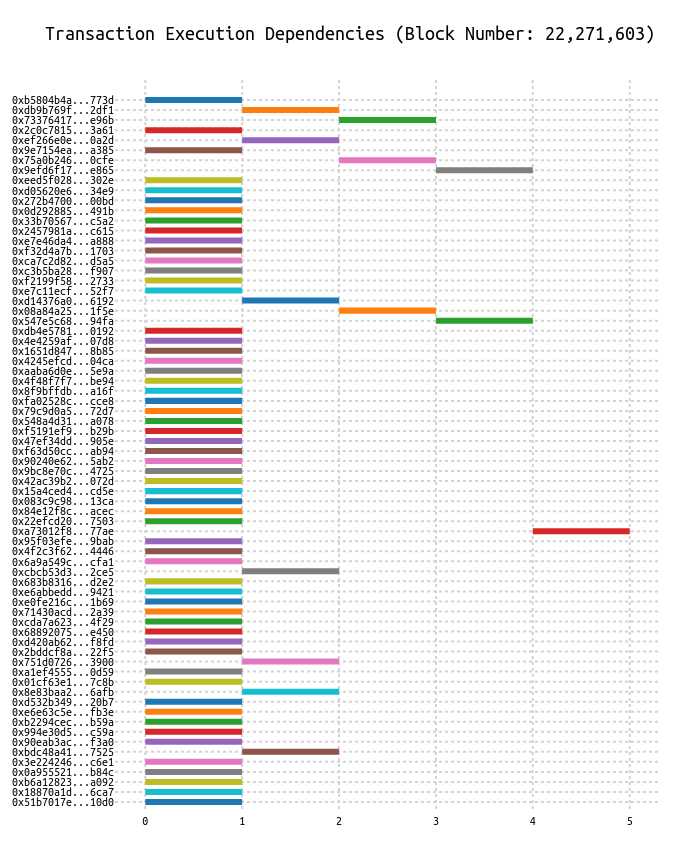 Transaction Execution Dependencies (Block Number: 22,271,603)
0xb5804b4a...773d
0xdb9b769f...2df1
0x73376417...e96b
0x2c0c7815...3a61
0xef266e0e...0a2d
0x9e7154ea...a385
0x75a0b246...0cfe
0x9efd6f17...e865
0xeed5f028...302e
0xd05620e6...34e9
0x272b4700...00bd
0x0d292885...491b
0x33b70567...c5a2
0x2457981a...c615
0xe7e46da4...a888
0xf32d4a7b...1703
0xca7c2d82...d5a5
0xc3b5ba28...f907
0xf2199f58...2733
0xe7c11ecf...52f7
0xd14376a0...6192
0x08a84a25...1f5e
0x547e5c68...94fa
0xdb4e5781...0192
0x4e4259af...07d8
0x1651d847...8b85
0x4245efcd...04ca
0xaaba6d0e...5e9a
0x4f48f7f7...be94
0x8f9bffdb...a16f
0xfa02528c...cce8
0x79c9d0a5...72d7
0x548a4d31...a078
0xf5191ef9...b29b
0x47ef34dd...905e
0xf63d50cc...ab94
0x90240e62...5ab2
0x9bc8e70c...4725
0x42ac39b2...072d
0x15a4ced4...cd5e
0x083c9c98...13ca
0x84e12f8c...acec
0x22efcd20...7503
0xa73012f8...77ae
0x95f03efe...9bab
0x4f2c3f62...4446
0x6a9a549c...cfa1
0xcbcb53d3...2ce5
0x683b8316...d2e2
0xe6abbedd...9421
0xe0fe216c...1b69
0x71430acd...2a39
0xcda7a623...4f29
0x68892075...e450
0xd420ab62...f8fd
0x2bddcf8a...22f5
0x751d0726...3900
0xa1ef4555...0d59
0x01cf63e1...7c8b
0x8e83baa2...6afb
0xd532b349...20b7
0xe6e63c5e...fb3e
0xb2294cec...b59a
0x994e30d5...c59a
0x90eab3ac...f3a0
0xbdc48a41...7525
0x3e224246...c6e1
0x0a955521...b84c
0xb6a12823...a092
0x18870a1d...6ca7
0x51b7017e...10d0
0 1 2 3 4 5